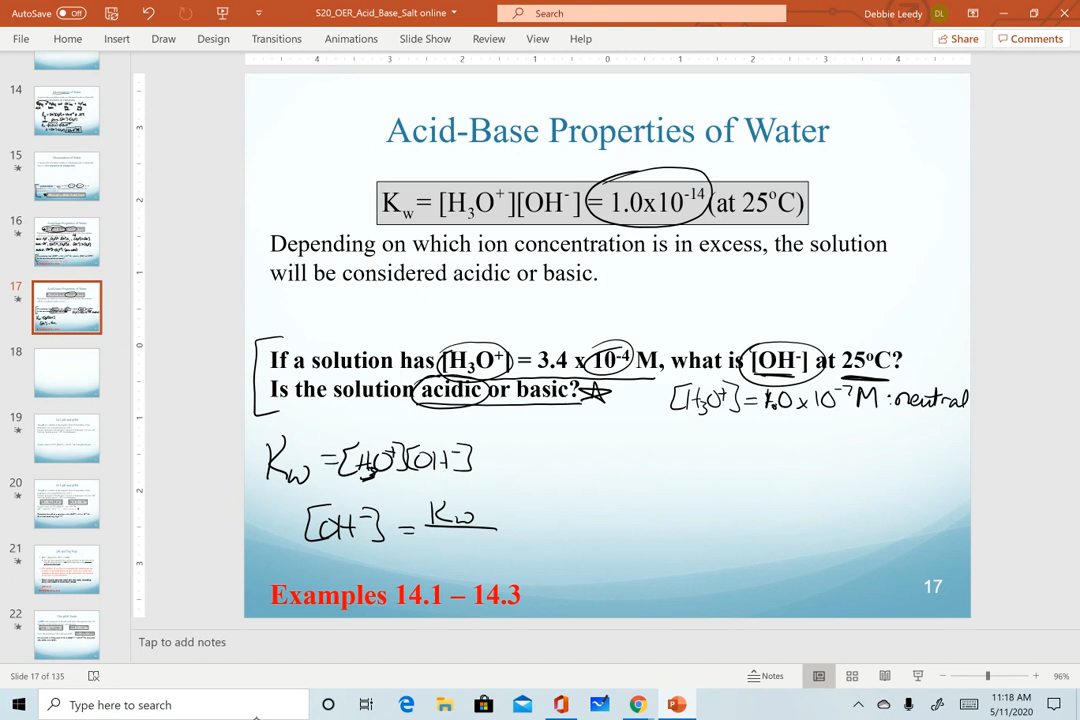 AutoSave Off
S20_OER_Acid_Base_Salt online
Search
Debbie Leedy
DL
File Home Insert Draw Design Transitions Animations Slide Show Review View Help Share Comments
14
15
16
17
18
19
20
21
22
Acid-Base Properties of Water
Kw = [H3O+][OH-] = 1.0x10-14 (at 25oC)
Depending on which ion concentration is in excess, the solution
will be considered acidic or basic.
If a solution has [H3O+] = 3.4 x 10-4 M, what is [OH-] at 25oC?
Is the solution acidic or basic?
[H3O+] = 1.0 x 10-7 M : neutral
Kw = [H3O+][OH-]
[OH-] = Kw
Examples 14.1 – 14.3
17
Tap to add notes
Slide 17 of 135
Notes
96%
Type here to search
11:18 AM
5/11/2020